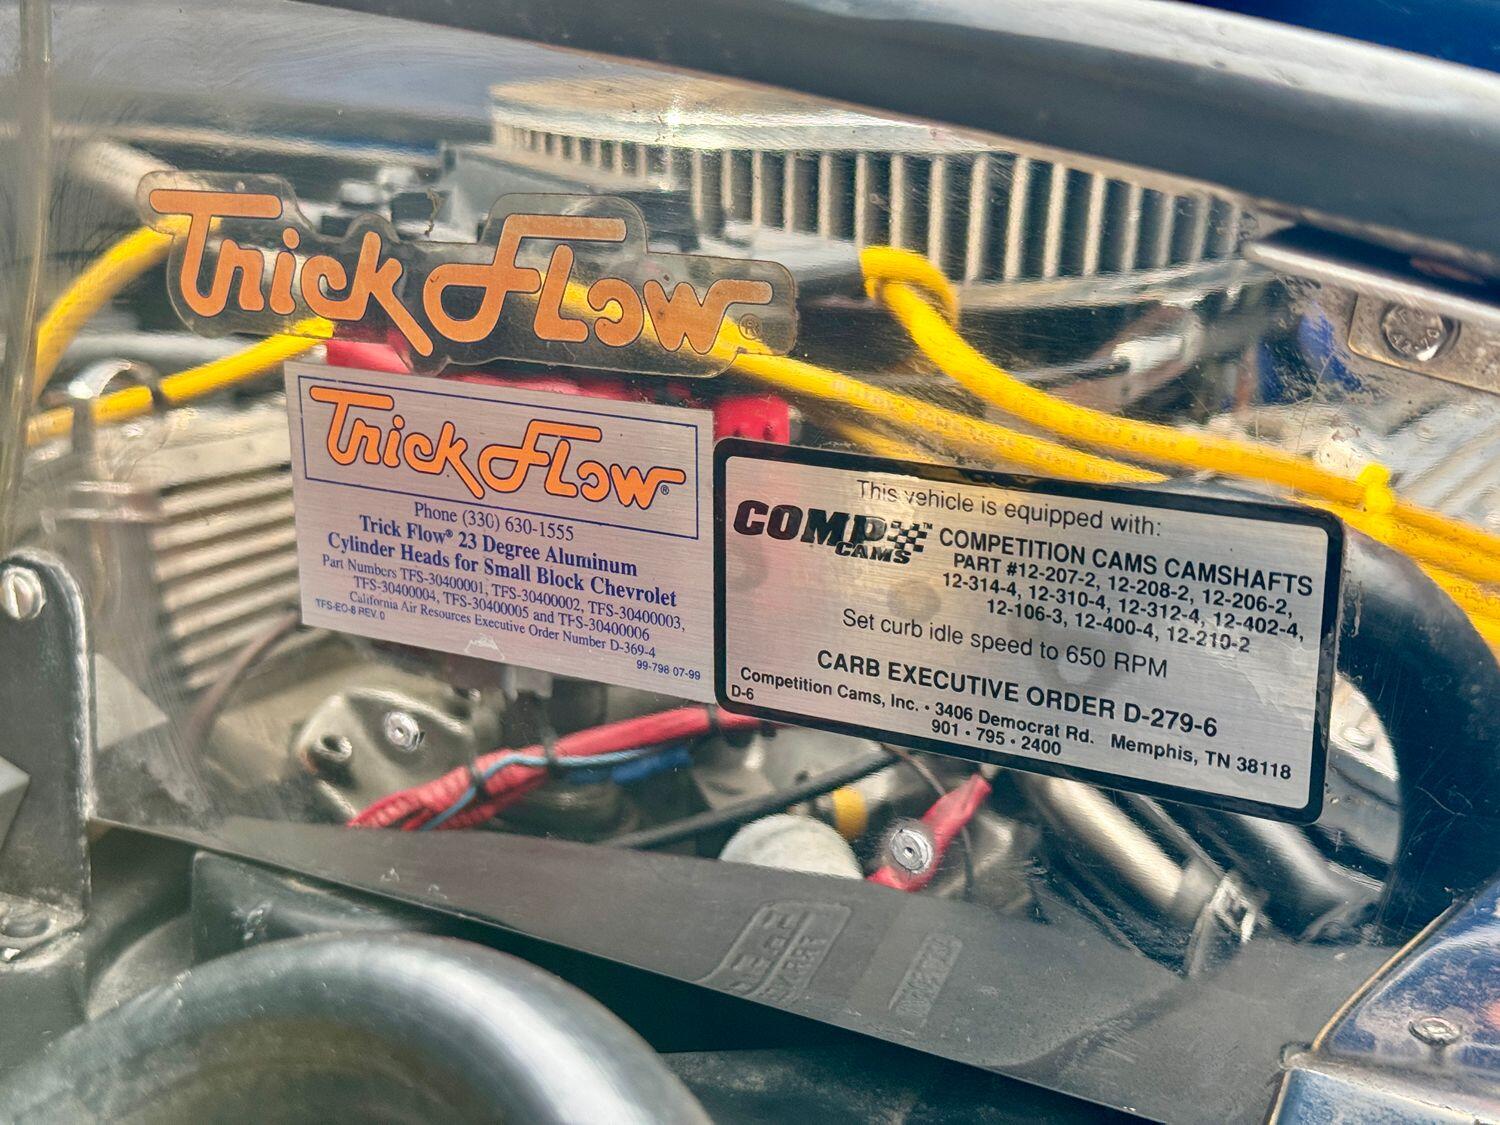 Trick Flow®
Trick Flow®
Phone (330) 630-1555
Trick Flow® 23 Degree Aluminum
Cylinder Heads for Small Block Chevrolet
Part Numbers TFS-30400001, TFS-30400002, TFS-30400003,
TFS-30400004, TFS-30400005 and TFS-30400006
California Air Resources Executive Order Number D-369-4
TFS-EO-8 REV. 0
99-798 07-99
This vehicle is equipped with:
COMP CAMS™
COMPETITION CAMS CAMSHAFTS
PART #12-207-2, 12-208-2, 12-206-2,
12-314-4, 12-310-4, 12-312-4, 12-402-4,
12-106-3, 12-400-4, 12-210-2
Set curb idle speed to 650 RPM
CARB EXECUTIVE ORDER D-279-6
Competition Cams, Inc. • 3406 Democrat Rd. Memphis, TN 38118
D-6
901 • 795 • 2400